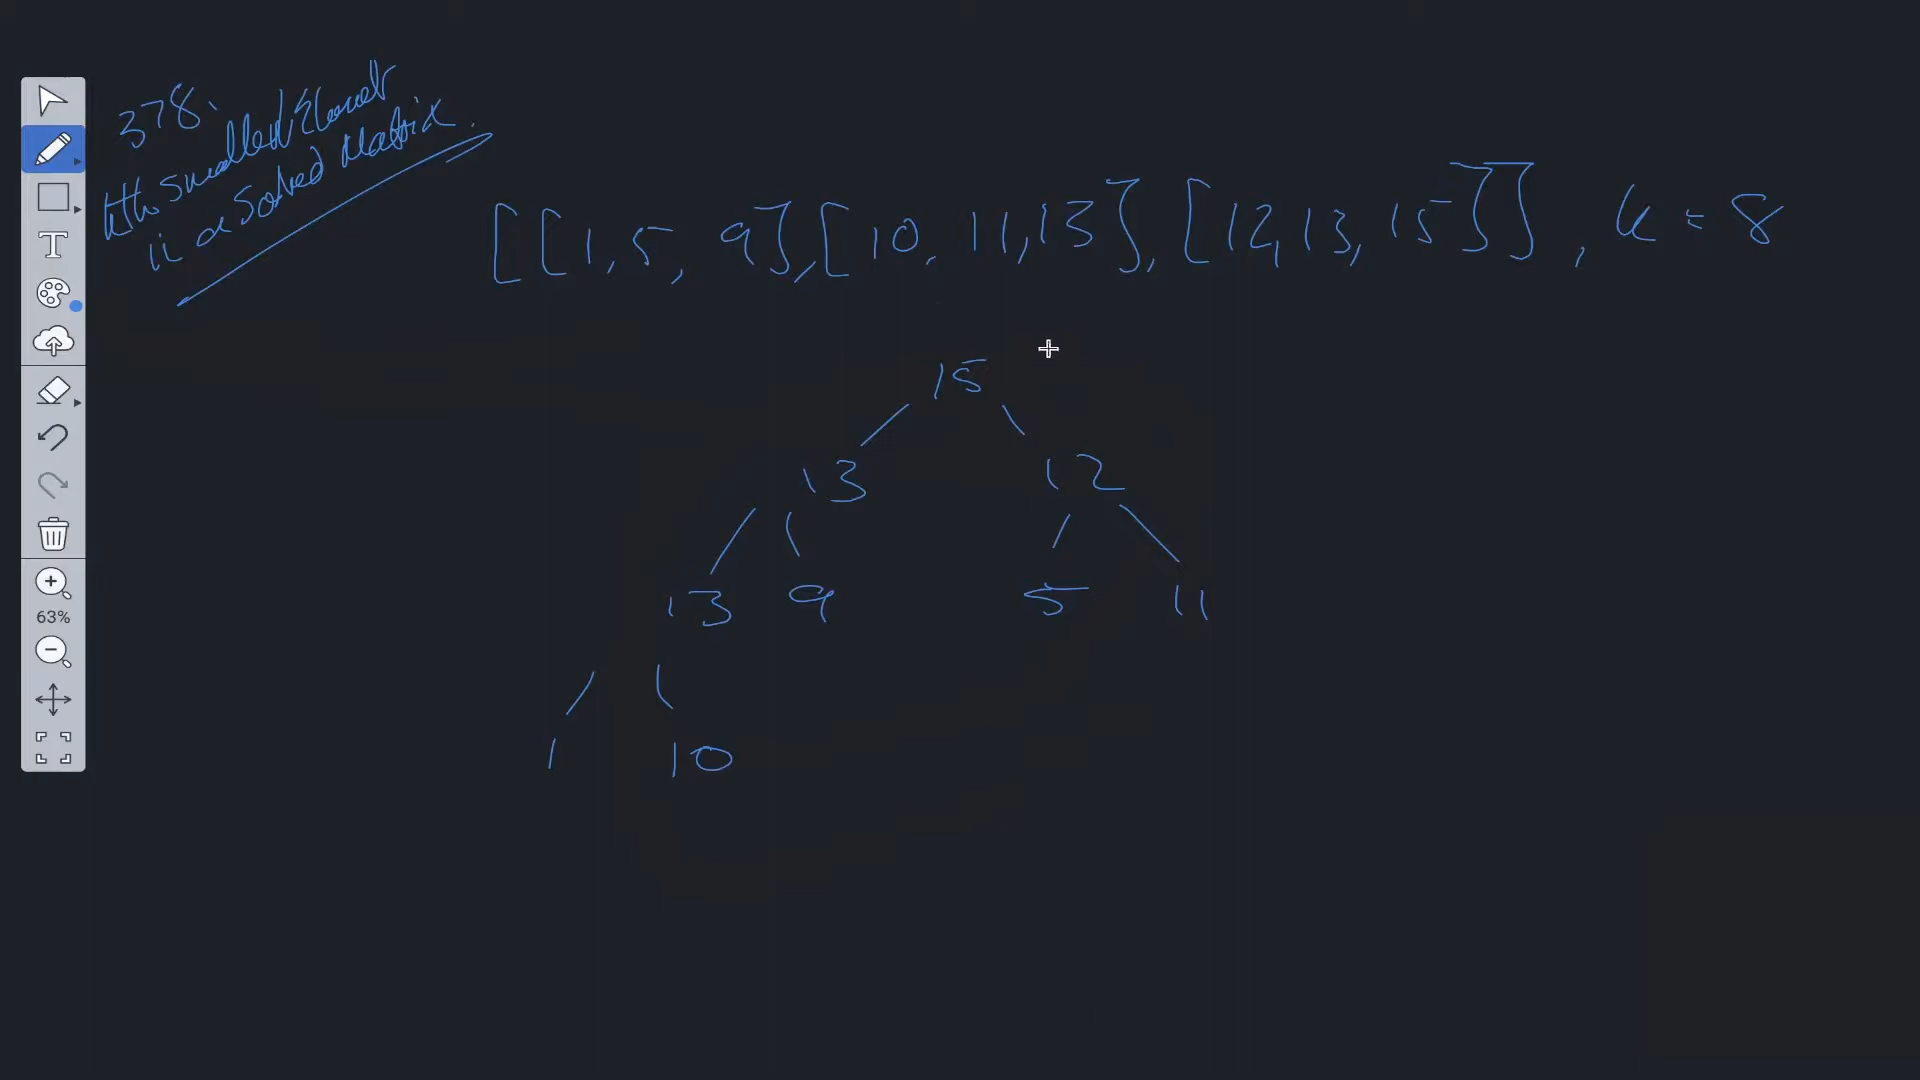 378.
kth smallest Element
in a Sorted Matrix.
[[1, 5, 9], [10, 11, 13], [12, 13, 15]], k = 8
15
13 12
13 9 5 11
1 10
63%